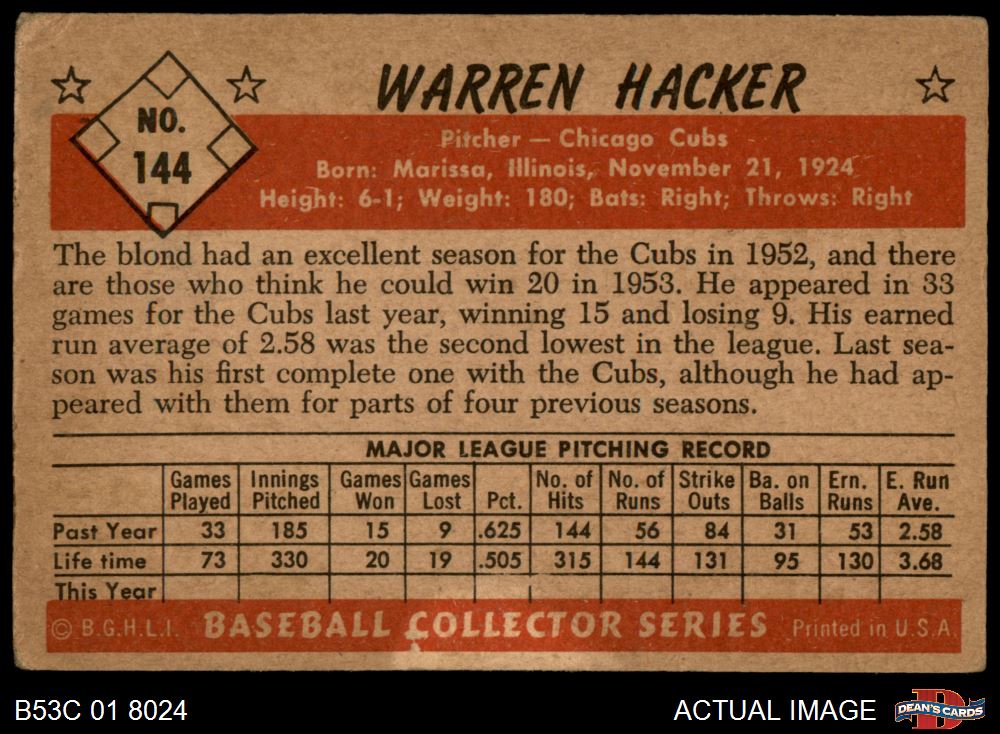 WARREN HACKER
NO.
144
Pitcher — Chicago Cubs
Born: Marissa, Illinois, November 21, 1924
Height: 6-1; Weight: 180; Bats: Right; Throws: Right
The blond had an excellent season for the Cubs in 1952, and there
are those who think he could win 20 in 1953. He appeared in 33
games for the Cubs last year, winning 15 and losing 9. His earned
run average of 2.58 was the second lowest in the league. Last sea-
son was his first complete one with the Cubs, although he had ap-
peared with them for parts of four previous seasons.
MAJOR LEAGUE PITCHING RECORD
Games Innings Games Games No. of No. of Strike Ba. on Ern. E. Run
Played Pitched Won Lost Pct. Hits Runs Outs Balls Runs Ave.
Past Year 33 185 15 9 .625 144 56 84 31 53 2.58
Life time 73 330 20 19 .505 315 144 131 95 130 3.68
This Year
© B.G.H.L.I. BASEBALL COLLECTOR SERIES Printed in U.S.A.
B53C 01 8024 ACTUAL IMAGE DEAN'S CARDS